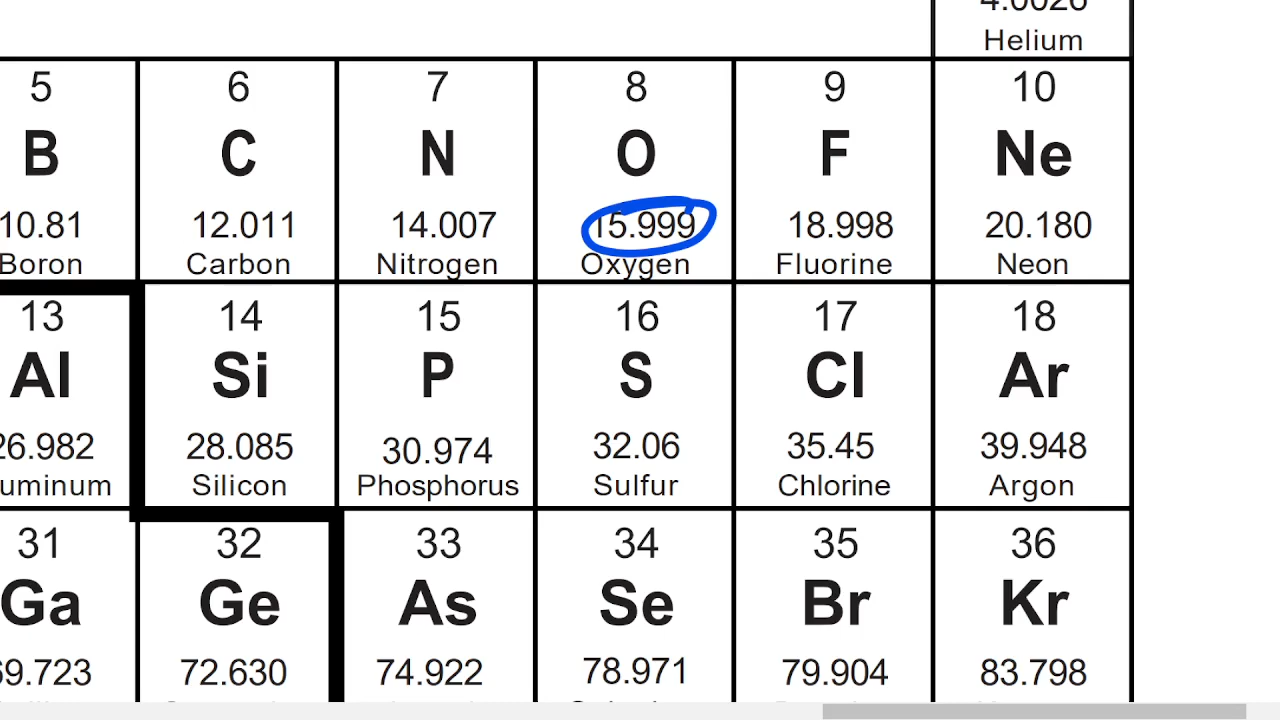 4.0026
Helium
5 6 7 8 9 10
B C N O F Ne
10.81 12.011 14.007 15.999 18.998 20.180
Boron Carbon Nitrogen Oxygen Fluorine Neon
13 14 15 16 17 18
Al Si P S Cl Ar
26.982 28.085 30.974 32.06 35.45 39.948
uminum Silicon Phosphorus Sulfur Chlorine Argon
31 32 33 34 35 36
Ga Ge As Se Br Kr
69.723 72.630 74.922 78.971 79.904 83.798